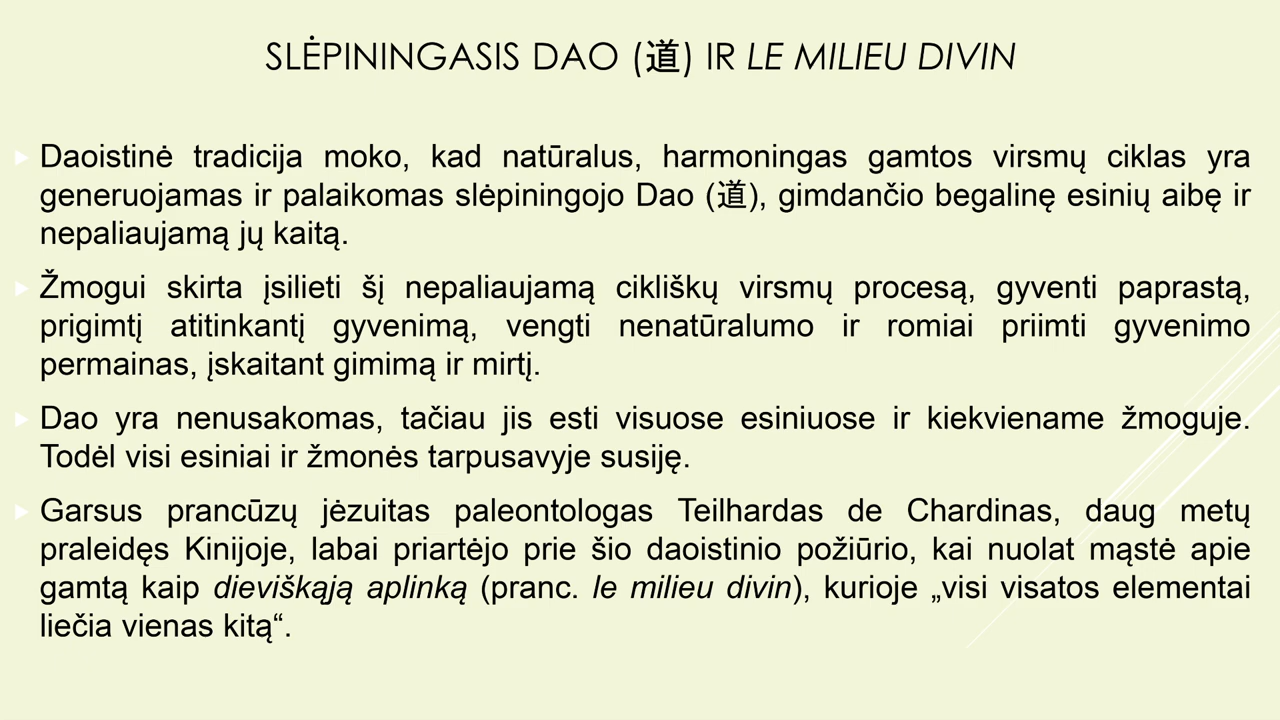 SLĖPININGASIS DAO (道) IR LE MILIEU DIVIN
Daoistinė tradicija moko, kad natūralus, harmoningas gamtos virsmų ciklas yra
generuojamas ir palaikomas slėpiningojo Dao (道), gimdančio begalinę esinių aibę ir
nepaliaujamą jų kaitą.
Žmogui skirta įsilieti šį nepaliaujamą cikliškų virsmų procesą, gyventi paprastą,
prigimtį atitinkantį gyvenimą, vengti nenatūralumo ir romiai priimti gyvenimo
permainas, įskaitant gimimą ir mirtį.
Dao yra nenusakomas, tačiau jis esti visuose esiniuose ir kiekviename žmoguje.
Todėl visi esiniai ir žmonės tarpusavyje susiję.
Garsus prancūzų jėzuitas paleontologas Teilhardas de Chardinas, daug metų
praleidęs Kinijoje, labai priartėjo prie šio daoistinio požiūrio, kai nuolat mąstė apie
gamtą kaip dieviškąją aplinką (pranc. le milieu divin), kurioje „visi visatos elementai
liečia vienas kitą“.